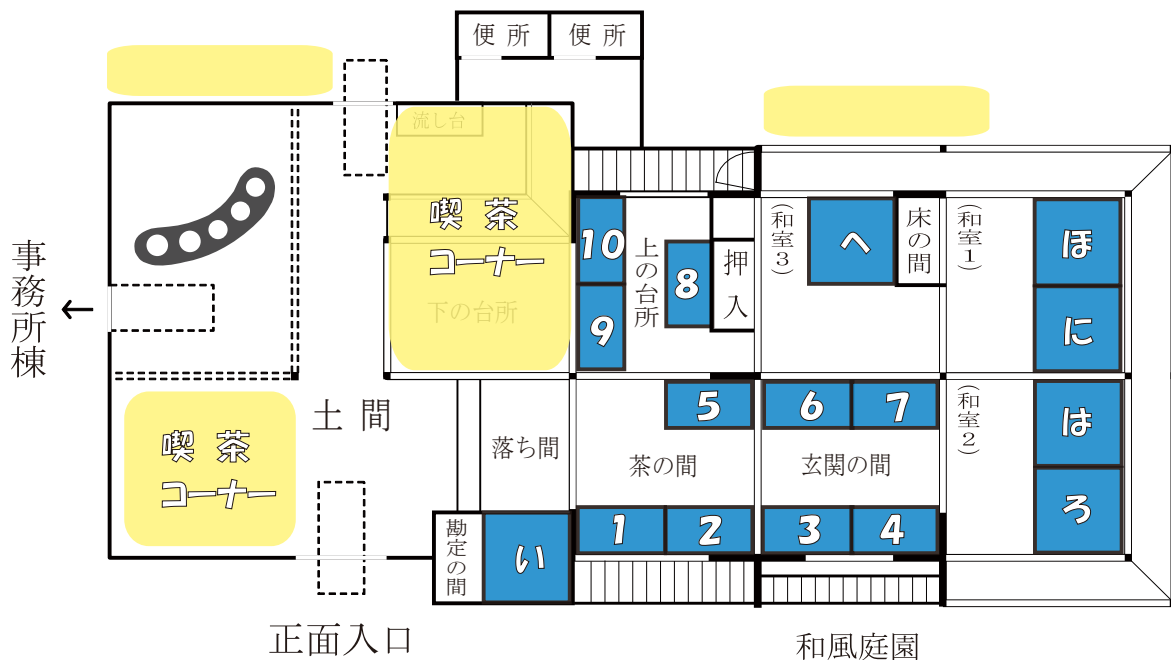 便所
便所
流し台
喫茶
コーナー
下の台所
事務所棟
←
10
9
上の台所
8
押入
(和室3)
へ
床の間
(和室1)
ほ
に
喫茶
コーナー
土間
落ち間
5
茶の間
1
2
6
7
玄関の間
3
4
(和室2)
は
ろ
勘定の間
い
正面入口
和風庭園